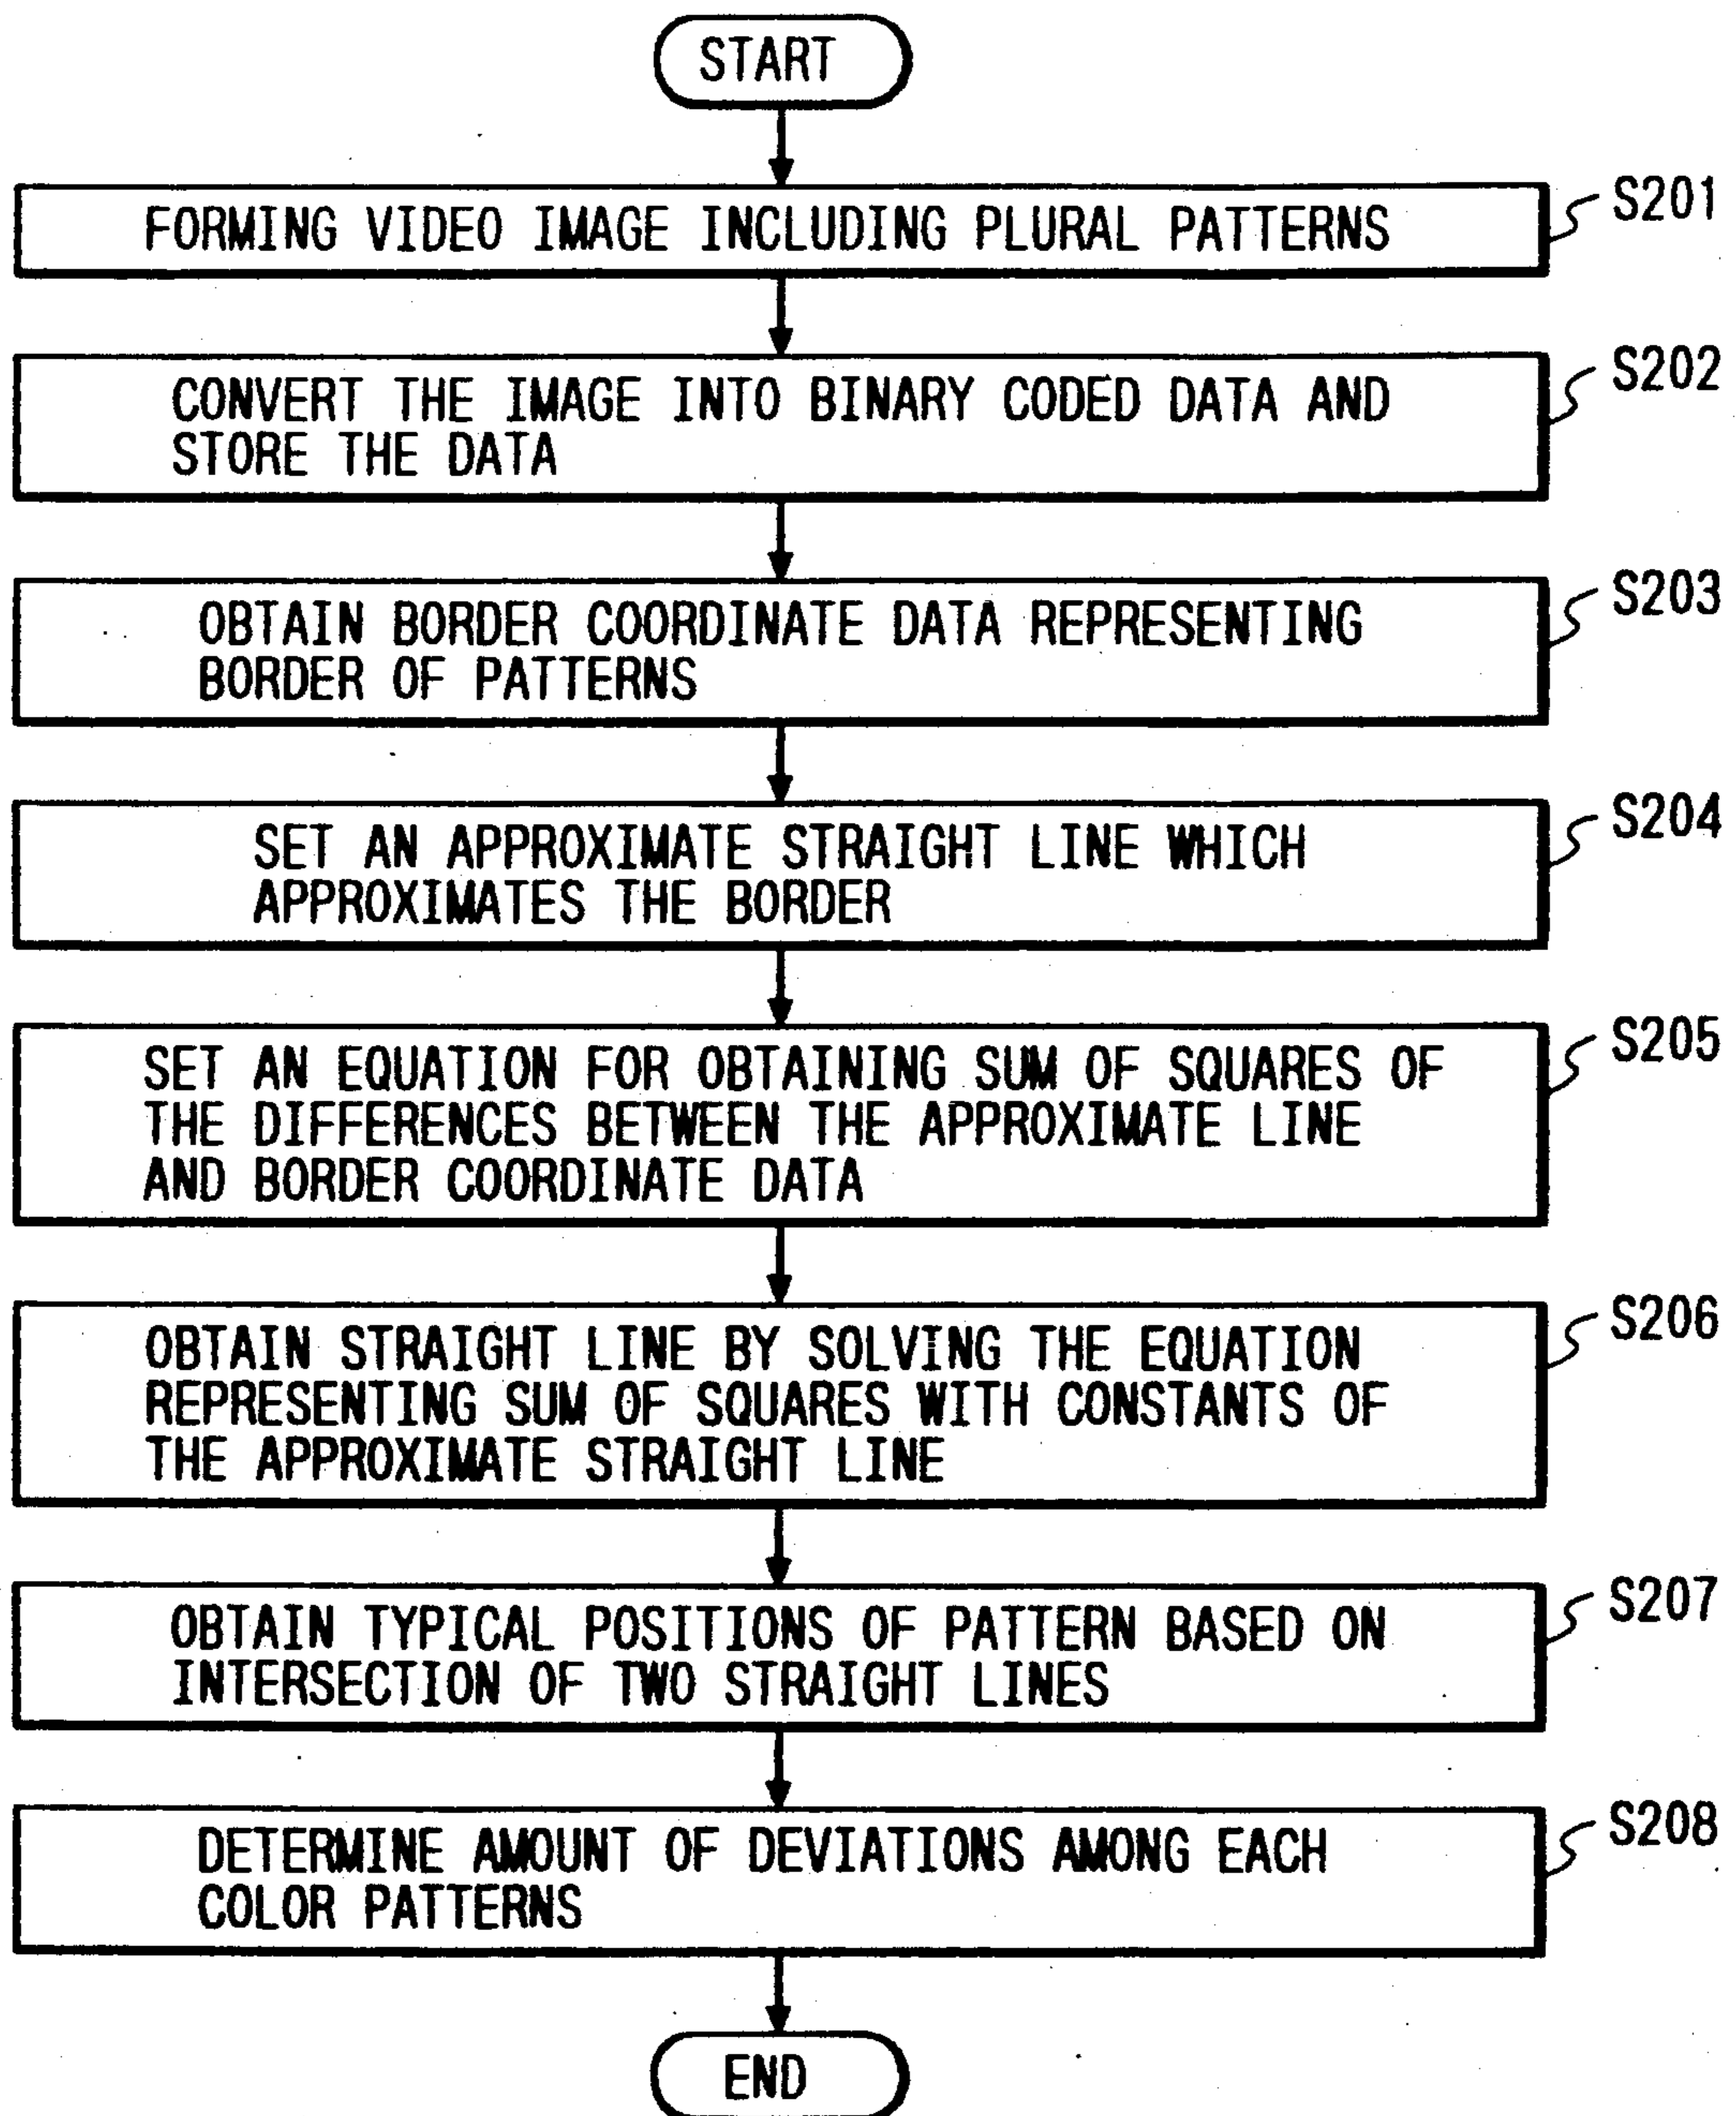 START
FORMING VIDEO IMAGE INCLUDING PLURAL PATTERNS
S201
CONVERT THE IMAGE INTO BINARY CODED DATA AND
STORE THE DATA
S202
OBTAIN BORDER COORDINATE DATA REPRESENTING
BORDER OF PATTERNS
S203
SET AN APPROXIMATE STRAIGHT LINE WHICH
APPROXIMATES THE BORDER
S204
SET AN EQUATION FOR OBTAINING SUM OF SQUARES OF
THE DIFFERENCES BETWEEN THE APPROXIMATE LINE
AND BORDER COORDINATE DATA
S205
OBTAIN STRAIGHT LINE BY SOLVING THE EQUATION
REPRESENTING SUM OF SQUARES WITH CONSTANTS OF
THE APPROXIMATE STRAIGHT LINE
S206
OBTAIN TYPICAL POSITIONS OF PATTERN BASED ON
INTERSECTION OF TWO STRAIGHT LINES
S207
DETERMINE AMOUNT OF DEVIATIONS AMONG EACH
COLOR PATTERNS
S208
END